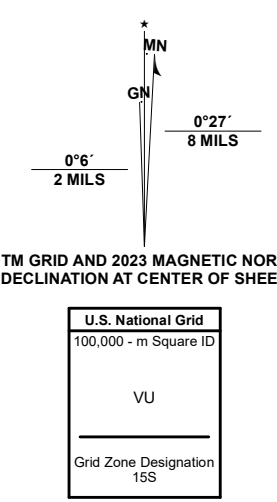 ★
MN
GN
0°27´
8 MILS
0°6´
2 MILS
TM GRID AND 2023 MAGNETIC NOR
DECLINATION AT CENTER OF SHEE
U.S. National Grid
100,000 - m Square ID
VU
Grid Zone Designation
15S